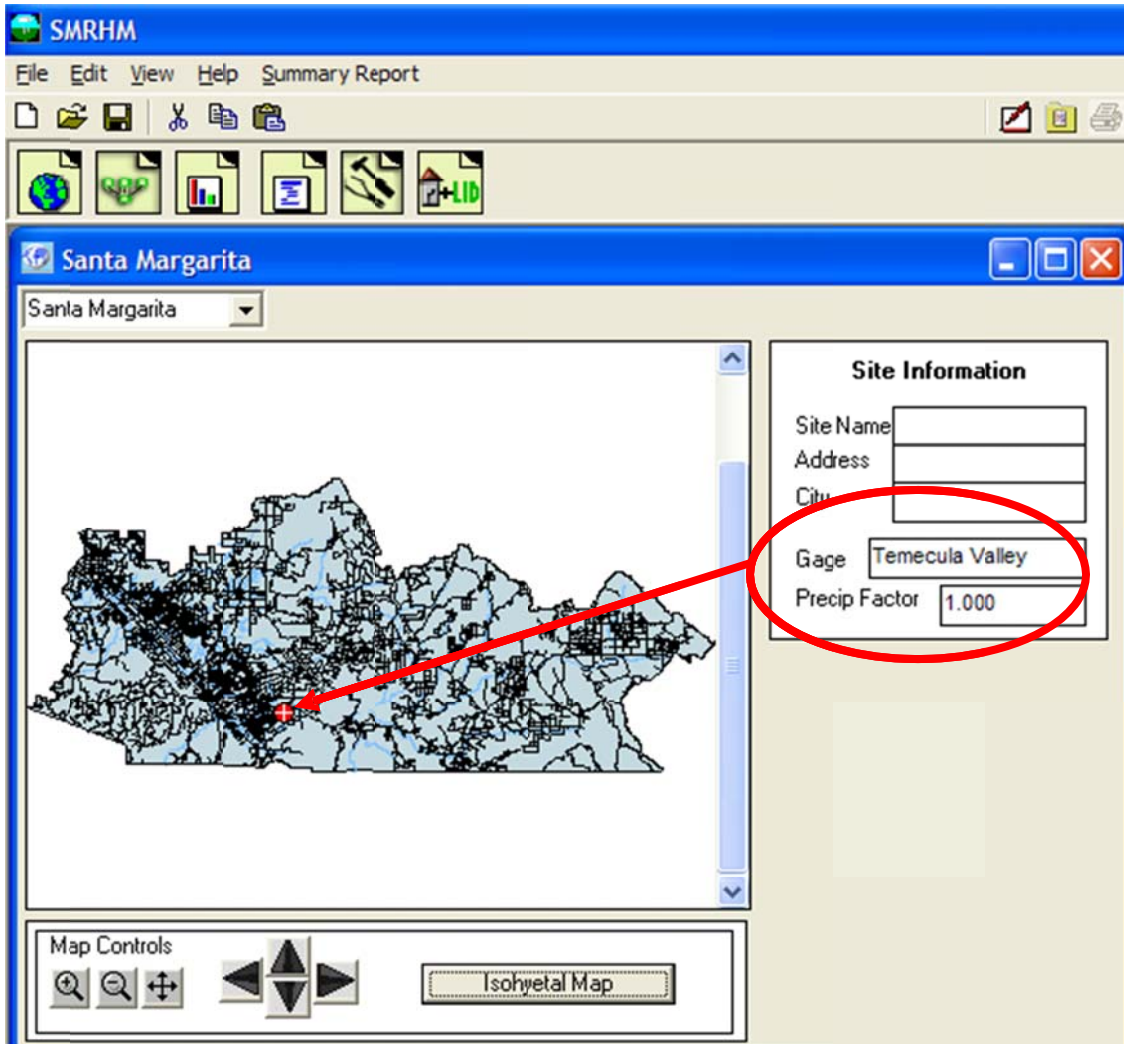 SMRHM
File Edit View Help Summary Report
+LID
Santa Margarita
Santa Margarita
Site Information
Site Name
Address
City
Gage Temecula Valley
Precip Factor 1.000
Map Controls
Isohyetal Map